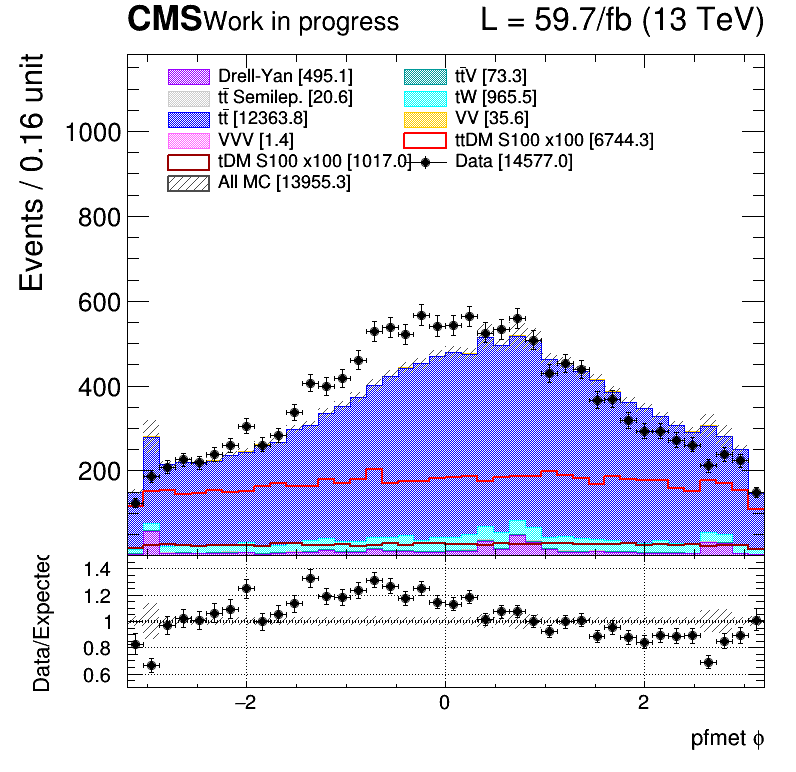 CMS Work in progress L = 59.7/fb (13 TeV)
Events / 0.16 unit
Drell-Yan [495.1] tt̄V [73.3]
tt̄ Semilep. [20.6] tW [965.5]
tt̄ [12363.8] VV [35.6]
VVV [1.4] ttDM S100 x100 [6744.3]
tDM S100 x100 [1017.0] Data [14577.0]
All MC [13955.3]
1000
800
600
400
200
Data/Expected
1.4
1.2
1
0.8
0.6
−2 0 2
pfmet ϕ